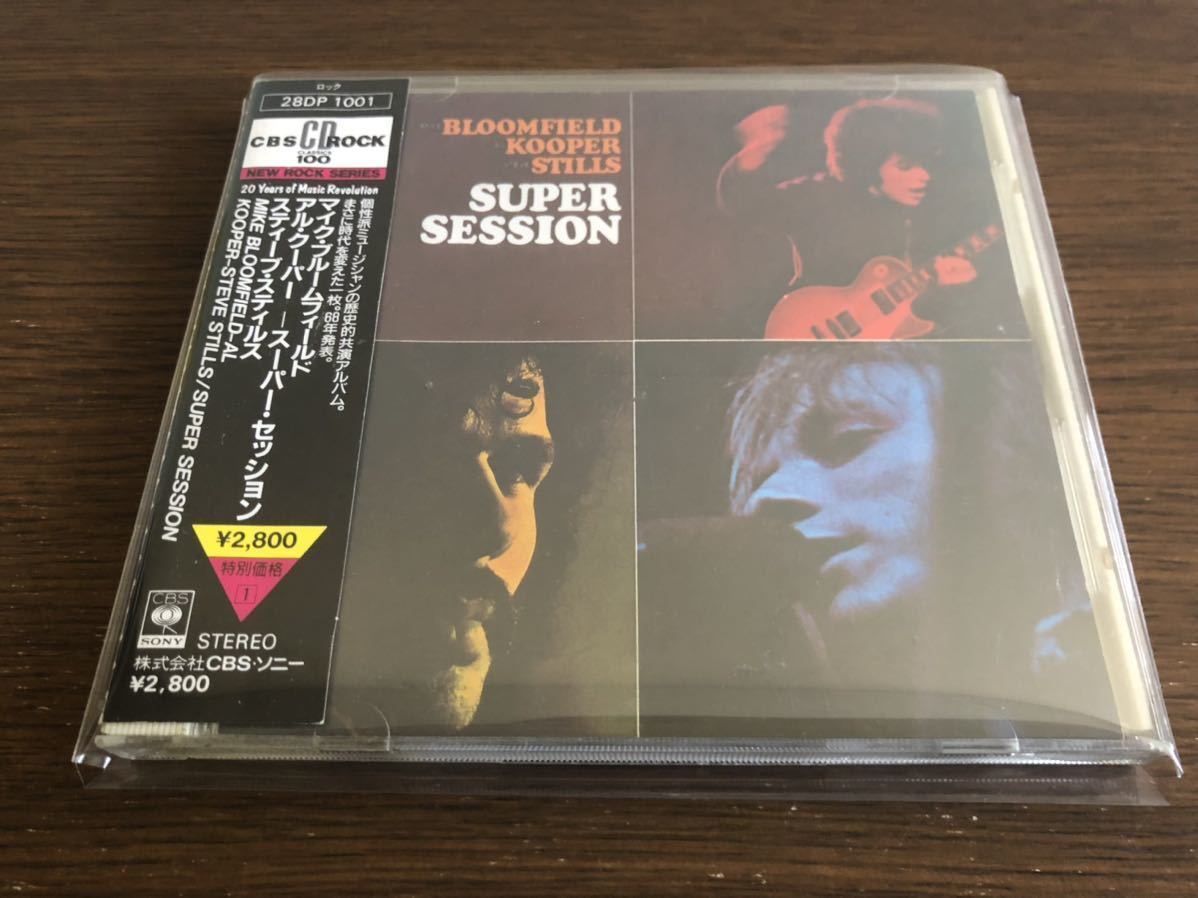 ロック
28DP 1001
CBS CD ROCK
CLASSICS
100
NEW ROCK SERIES
20 Years of Music Revolution
個性派ミュージシャンの歴史的共演アルバム。
まさに時代を変えた一枚。68年発表。
マイク・ブルームフィールド
アル・クーパー ― スーパー・セッション
スティーブ・スティルス
MIKE BLOOMFIELD-AL
KOOPER-STEVE STILLS/SUPER SESSION
¥2,800
特別価格
1
CBS
SONY
STEREO
株式会社CBS・ソニー
¥2,800
BLOOMFIELD
KOOPER
STILLS
SUPER
SESSION